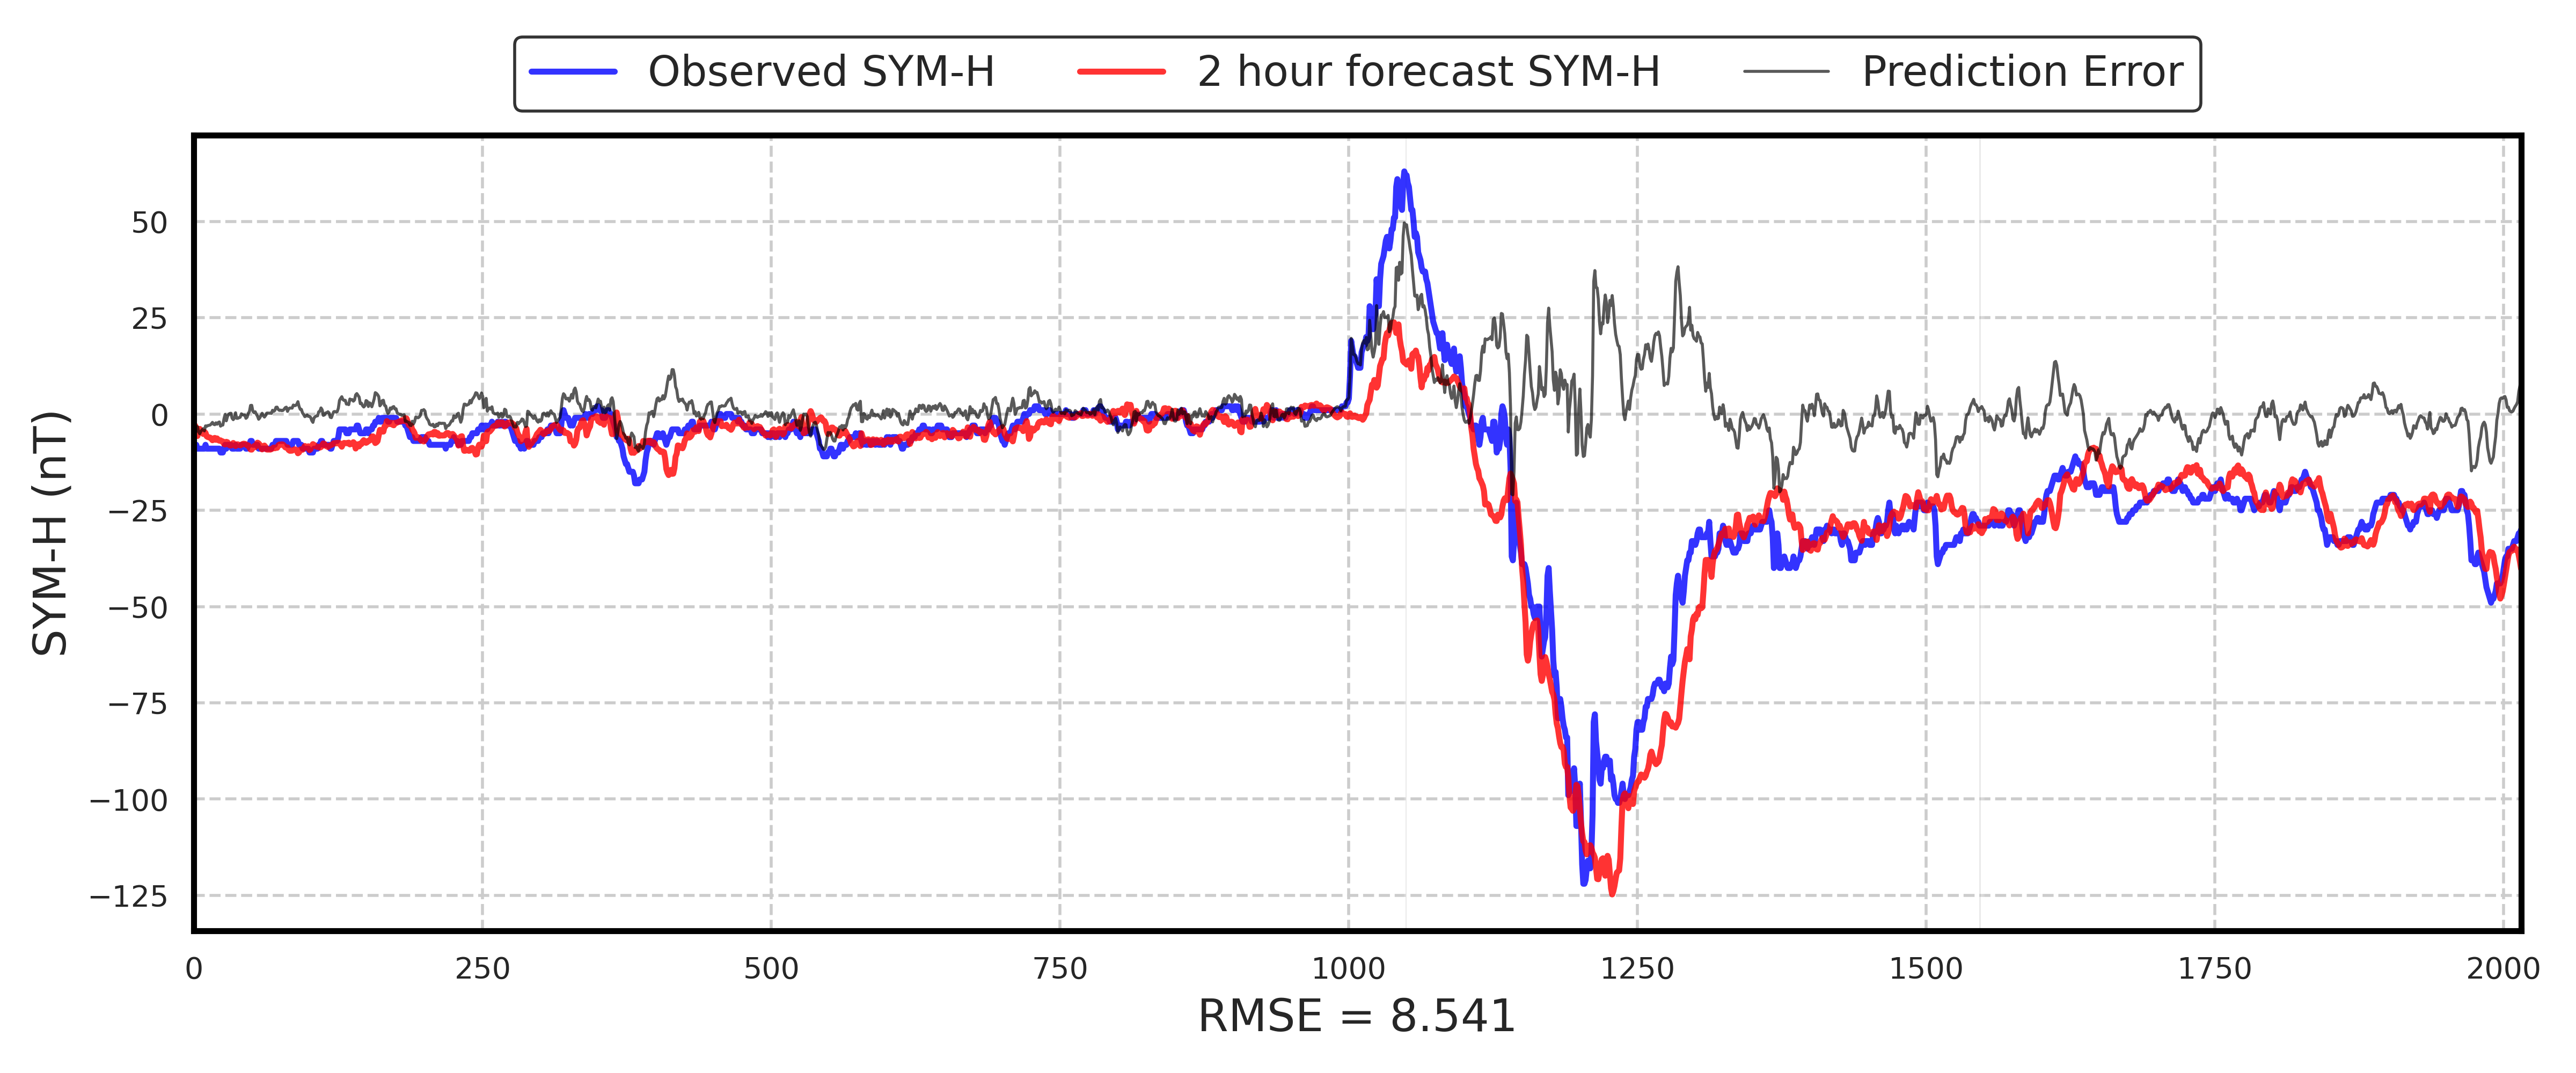 Observed SYM-H 2 hour forecast SYM-H Prediction Error
SYM-H (nT)
50
25
0
−25
−50
−75
−100
−125
0 250 500 750 1000 1250 1500 1750 2000
RMSE = 8.541